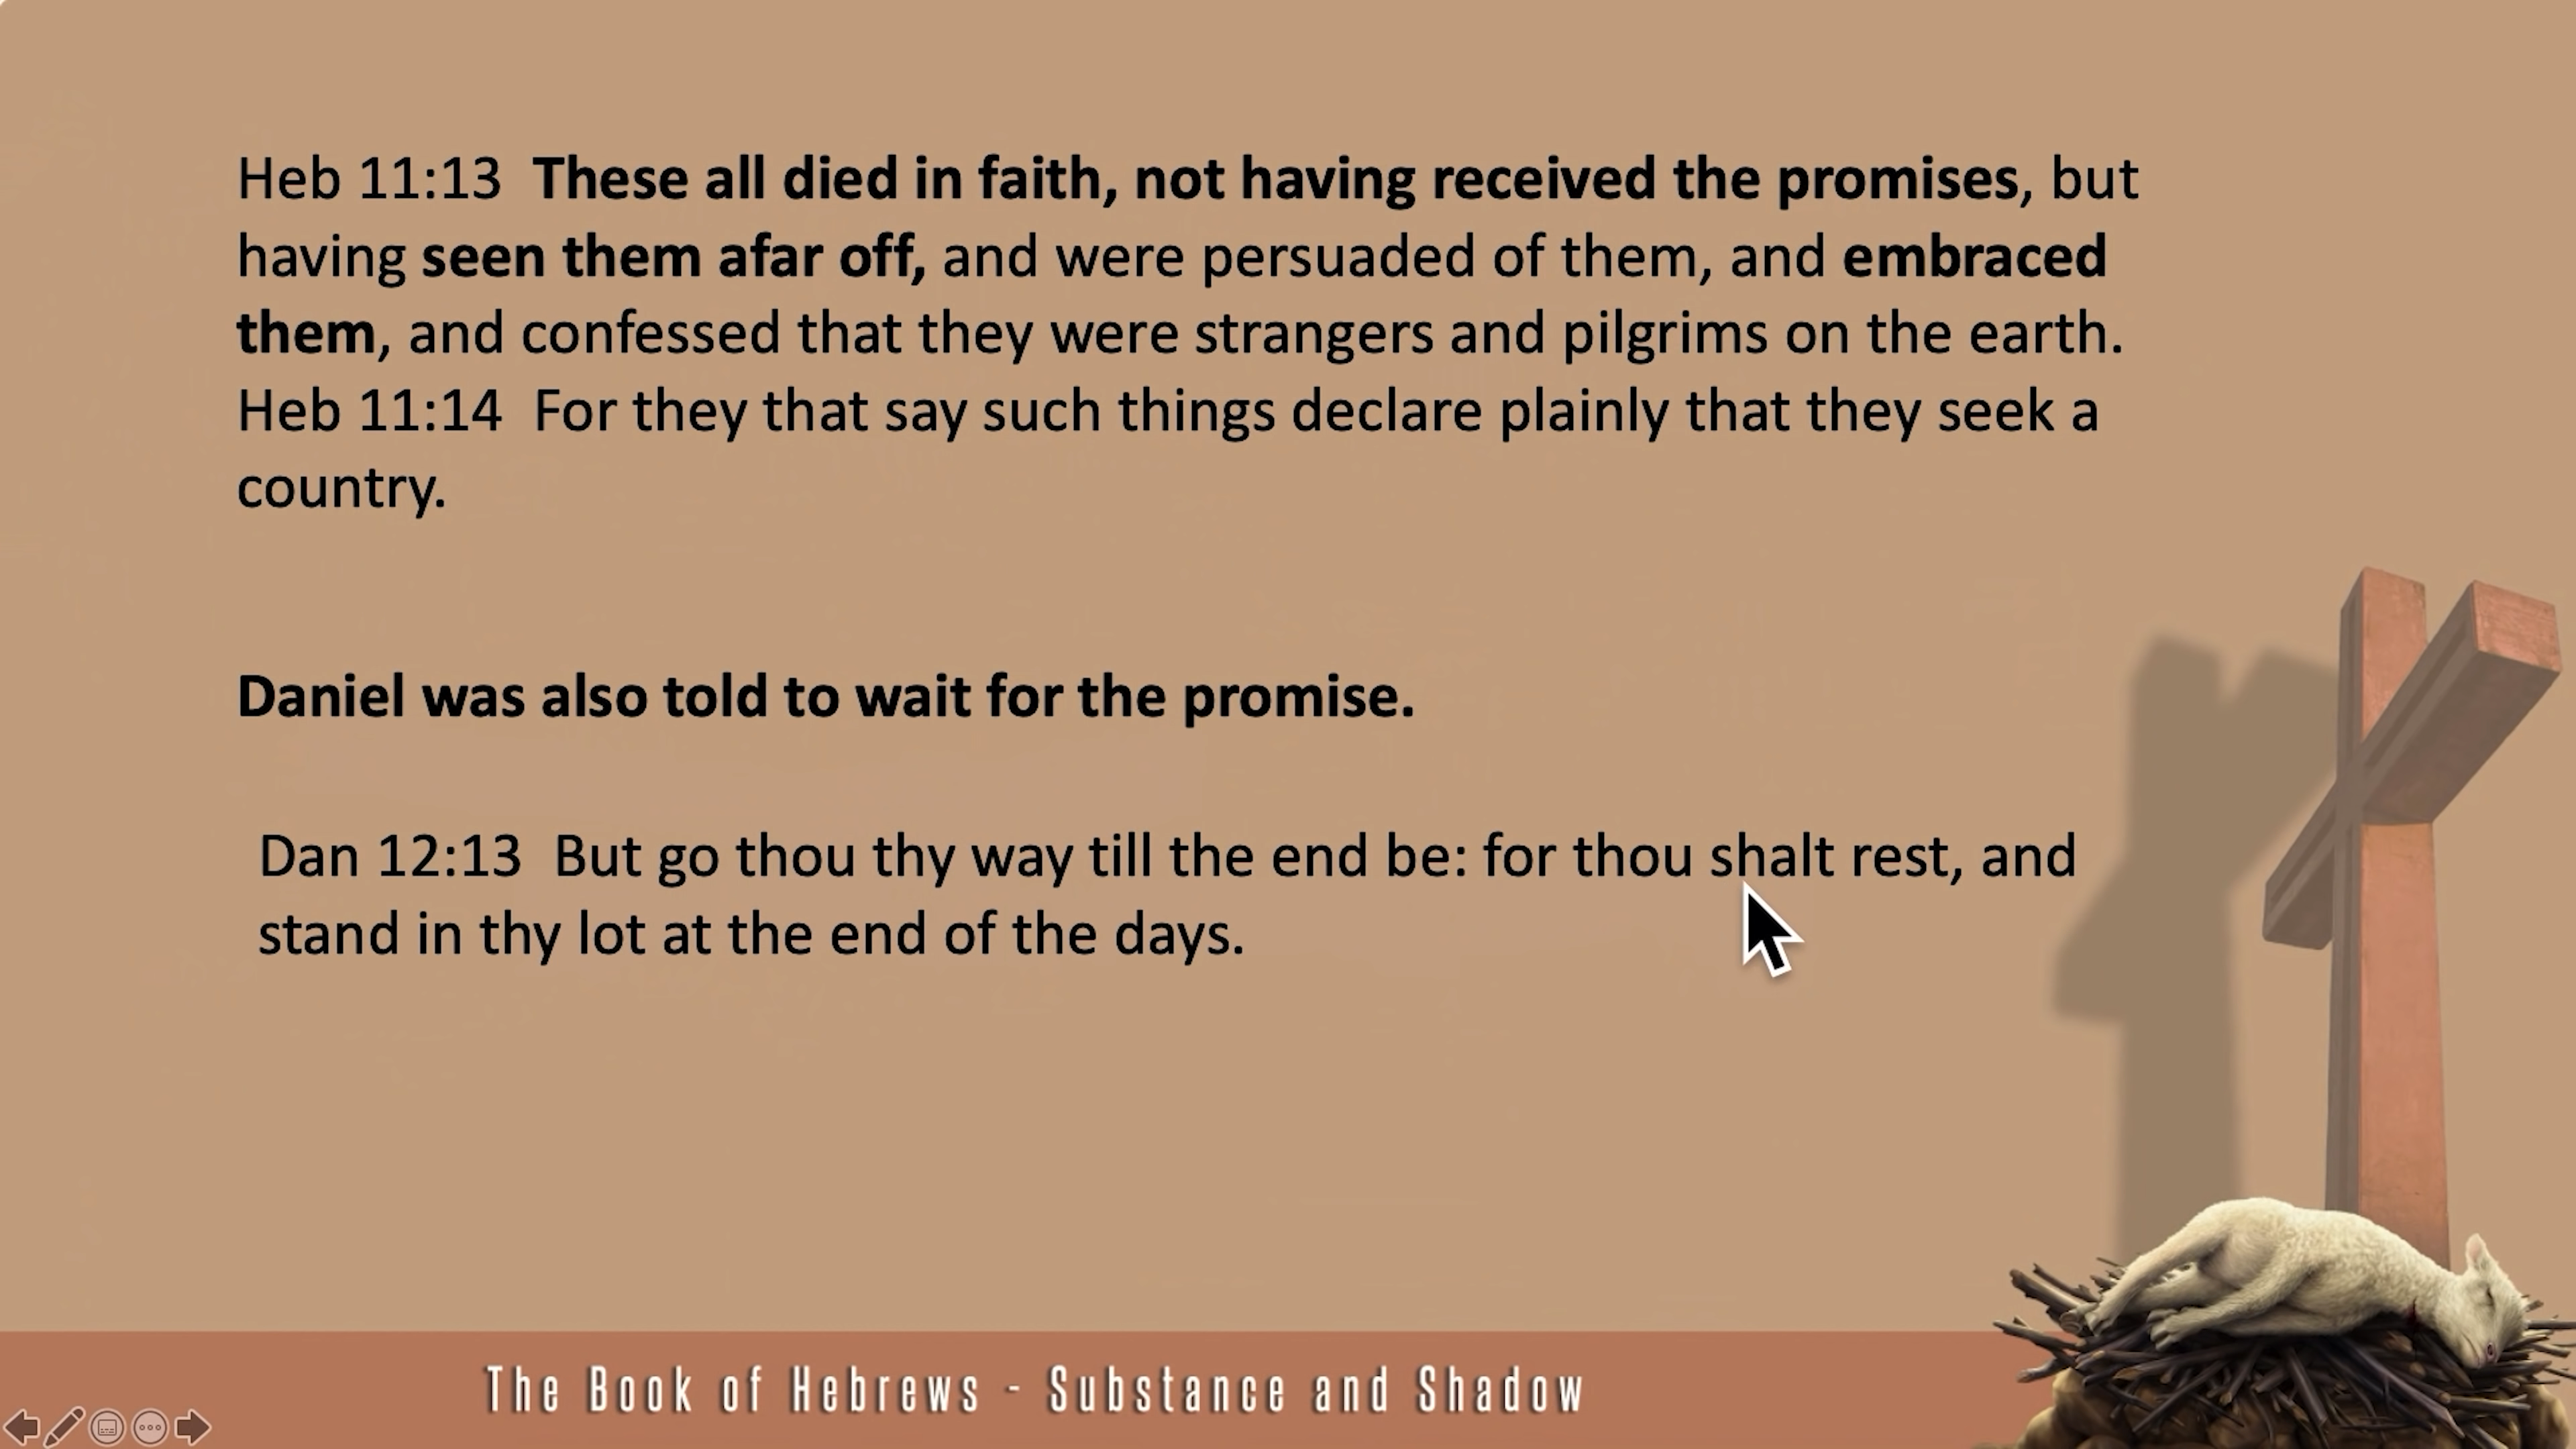 Heb 11:13  These all died in faith, not having received the promises, but
having seen them afar off, and were persuaded of them, and embraced
them, and confessed that they were strangers and pilgrims on the earth.
Heb 11:14  For they that say such things declare plainly that they seek a
country.
Daniel was also told to wait for the promise.
Dan 12:13  But go thou thy way till the end be: for thou shalt rest, and
stand in thy lot at the end of the days.
The Book of Hebrews - Substance and Shadow